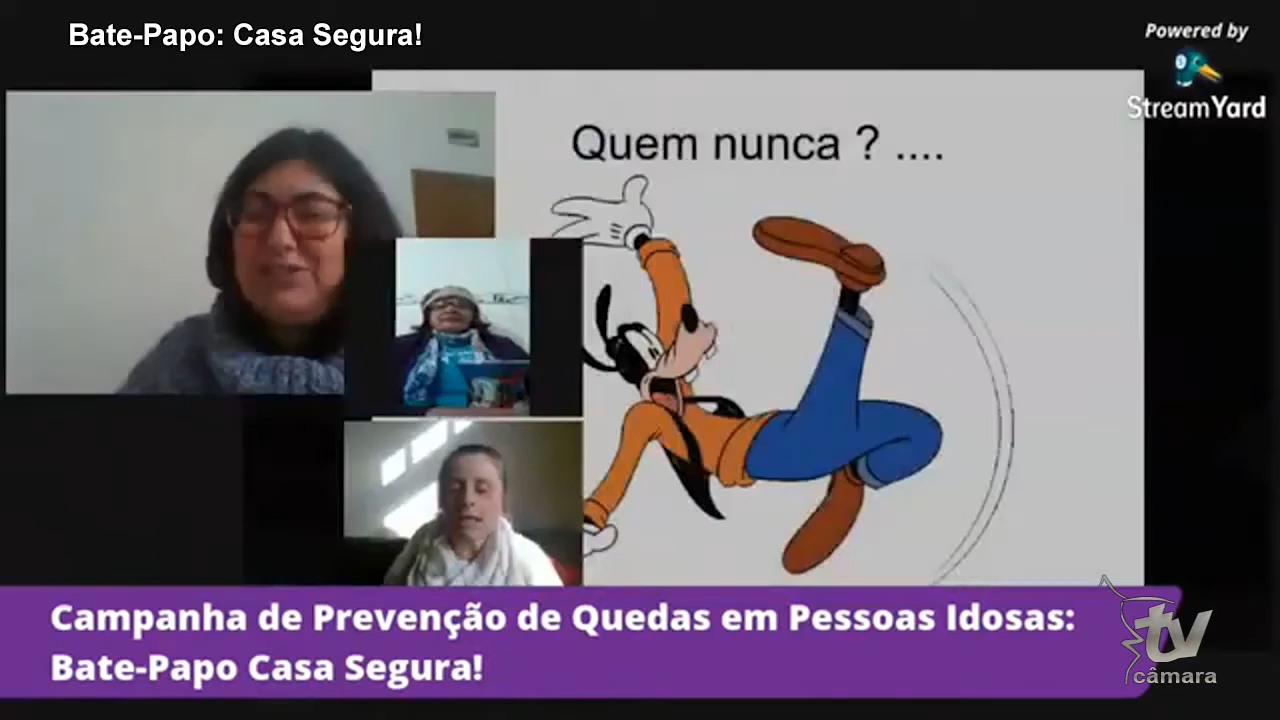 Bate-Papo: Casa Segura!
Powered by
StreamYard
Quem nunca ? ....
Campanha de Prevenção de Quedas em Pessoas Idosas:
Bate-Papo Casa Segura!
tv
câmara